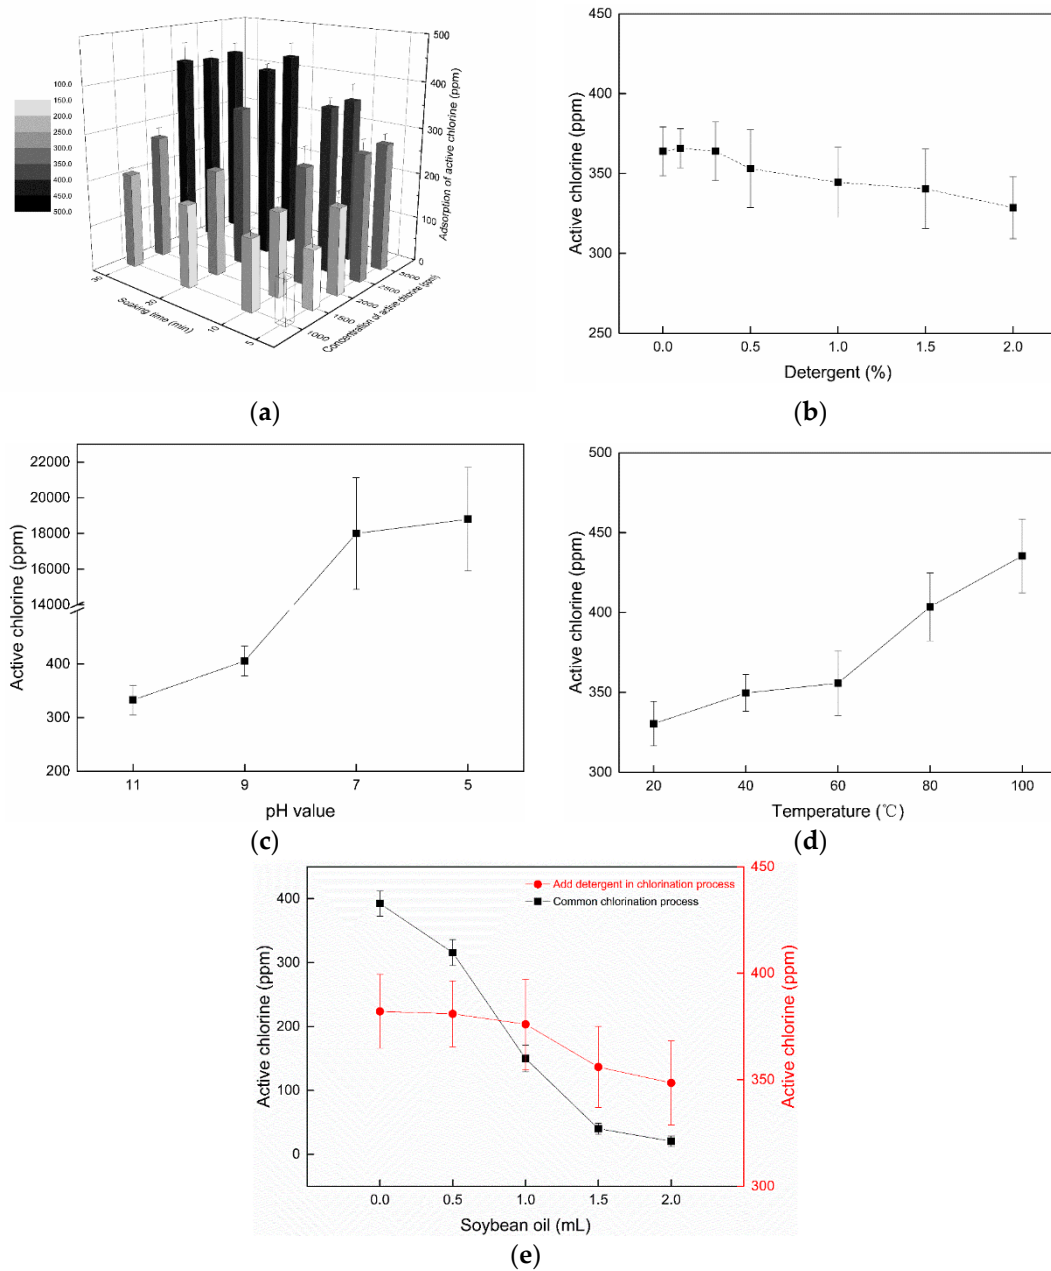 500
400
300
200
100
0
Adsorption of active chlorine (ppm)
100.0
150.0
200.0
250.0
300.0
350.0
400.0
450.0
500.0
30
20
10
5
Soaking time (min)
3000
2500
2000
1500
1000
Concentration of active chlorine (ppm)
(a)
450
400
350
300
250
Active chlorine (ppm)
0.0 0.5 1.0 1.5 2.0
Detergent (%)
(b)
22000
20000
18000
16000
14000
400
300
200
Active chlorine (ppm)
11 9 7 5
pH value
(c)
500
450
400
350
300
Active chlorine (ppm)
20 40 60 80 100
Temperature (℃)
(d)
Add detergent in chlorination process
Common chlorination process
400
300
200
100
0
Active chlorine (ppm)
450
400
350
300
Active chlorine (ppm)
0.0 0.5 1.0 1.5 2.0
Soybean oil (mL)
(e)